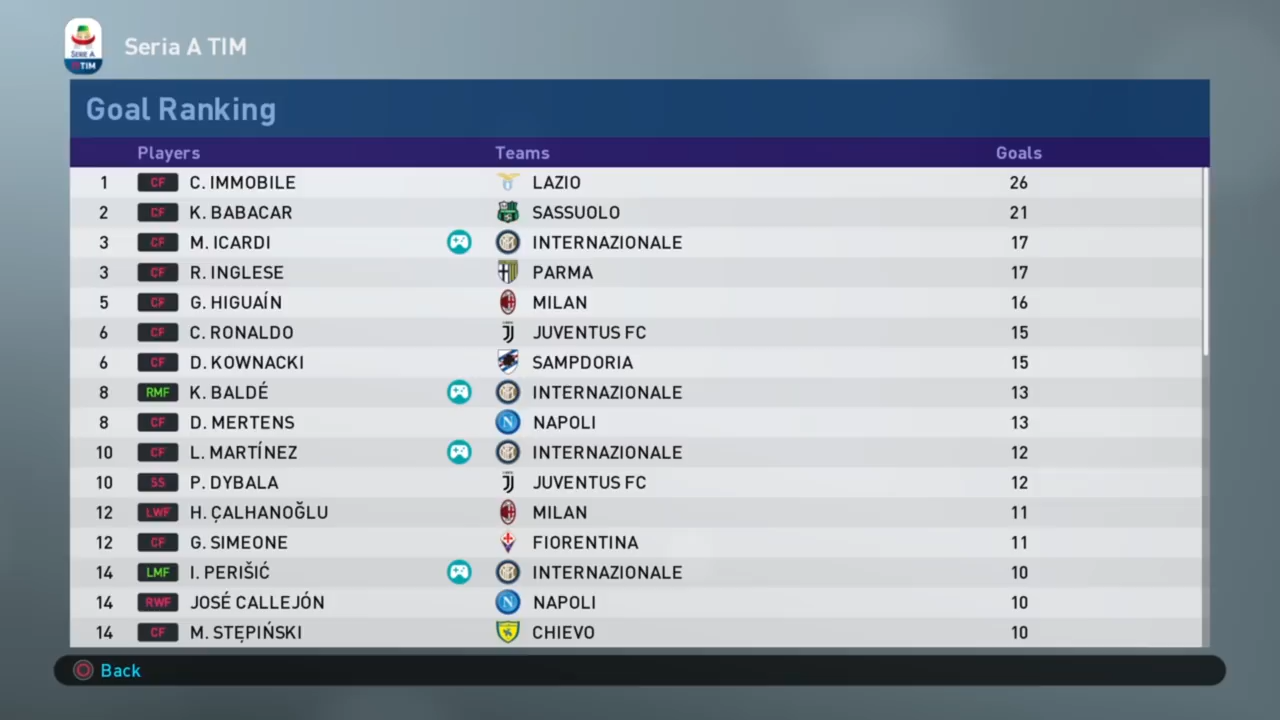 SERIE A
TIM
Seria A TIM
Goal Ranking
Players Teams Goals
1 CF C. IMMOBILE LAZIO 26
2 CF K. BABACAR SASSUOLO 21
3 CF M. ICARDI INTERNAZIONALE 17
3 CF R. INGLESE PARMA 17
5 CF G. HIGUAÍN MILAN 16
6 CF C. RONALDO JUVENTUS FC 15
6 CF D. KOWNACKI SAMPDORIA 15
8 RMF K. BALDÉ INTERNAZIONALE 13
8 CF D. MERTENS N NAPOLI 13
10 CF L. MARTÍNEZ INTERNAZIONALE 12
10 SS P. DYBALA JUVENTUS FC 12
12 LWF H. ÇALHANOĞLU MILAN 11
12 CF G. SIMEONE FIORENTINA 11
14 LMF I. PERIŠIĆ INTERNAZIONALE 10
14 RWF JOSÉ CALLEJÓN N NAPOLI 10
14 CF M. STĘPIŃSKI CHIEVO 10
Back